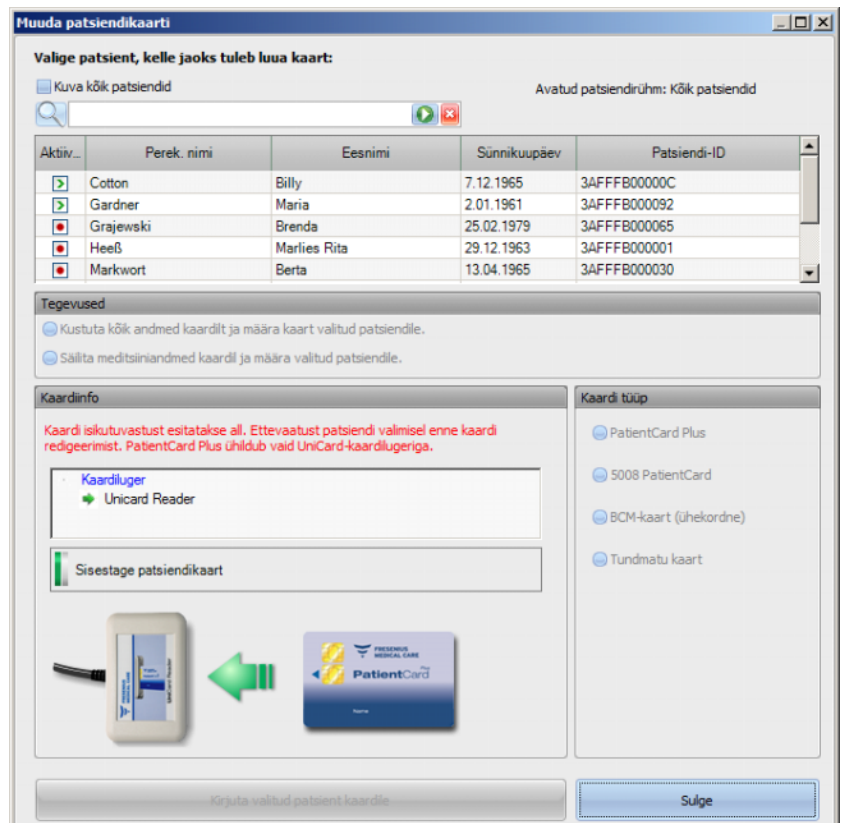 Muuda patsiendikaarti
Valige patsient, kelle jaoks tuleb luua kaart:
Kuva kõik patsiendid
Avatud patsiendirühm: Kõik patsiendid
Aktiiv... Perek. nimi Eesnimi Sünnikuupäev Patsiendi-ID
Cotton Billy 7.12.1965 3AFFFB00000C
Gardner Maria 2.01.1961 3AFFFB000092
Grajewski Brenda 25.02.1979 3AFFFB000065
Heeß Marlies Rita 29.12.1963 3AFFFB000001
Markwort Berta 13.04.1965 3AFFFB000030
Tegevused
Kustuta kõik andmed kaardilt ja määra kaart valitud patsiendile.
Säilita meditsiiniandmed kaardil ja määra valitud patsiendile.
Kaardiinfo
Kaardi isikutuvastust esitatakse all. Ettevaatust patsiendi valimisel enne kaardi
redigeerimist. PatientCard Plus ühildub vaid UniCard-kaardilugeriga.
Kaardiluger
Unicard Reader
Sisestage patsiendikaart
FRESENIUS
MEDICAL CARE
UniCard Reader
FRESENIUS
MEDICAL CARE
PatientCard Plus
Name
Kaardi tüüp
PatientCard Plus
5008 PatientCard
BCM-kaart (ühekordne)
Tundmatu kaart
Kirjuta valitud patsient kaardile
Sulge